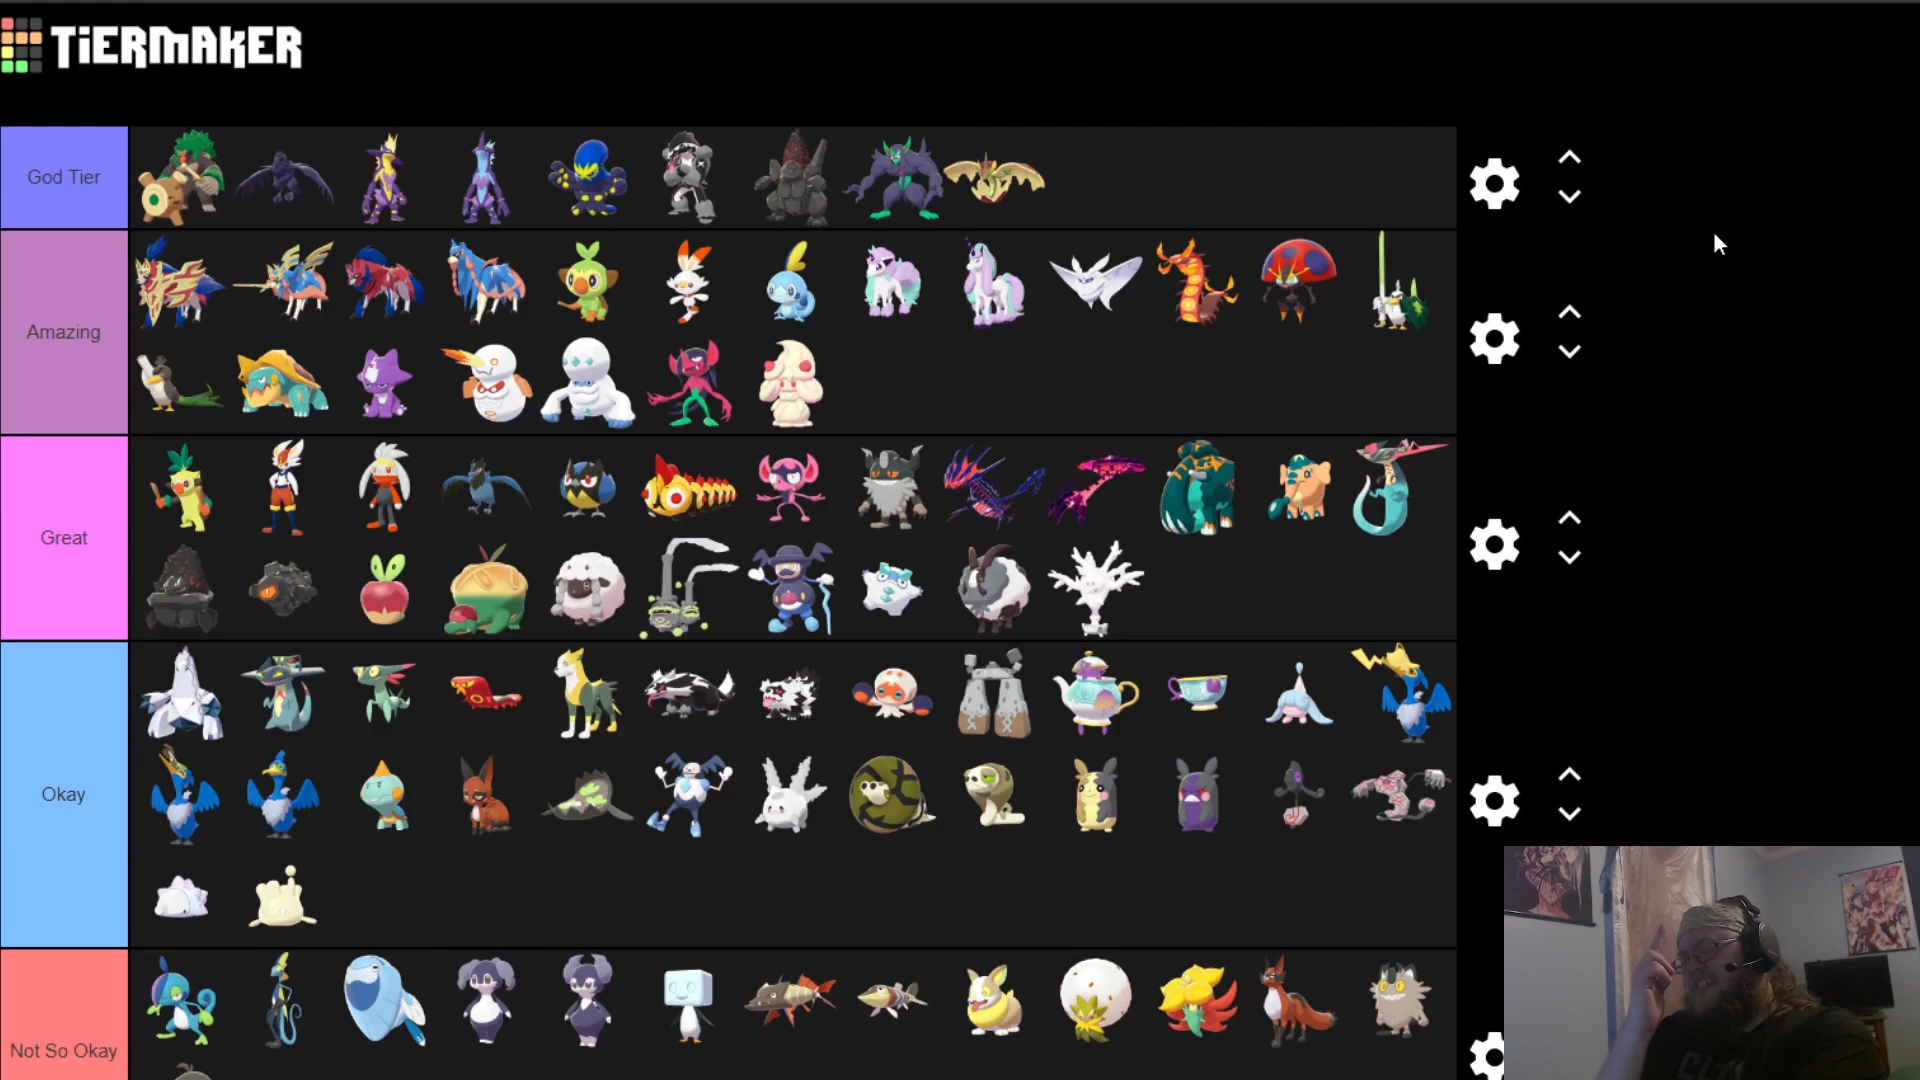 TiERMAKER
God Tier
Amazing
Great
Okay
Not So Okay